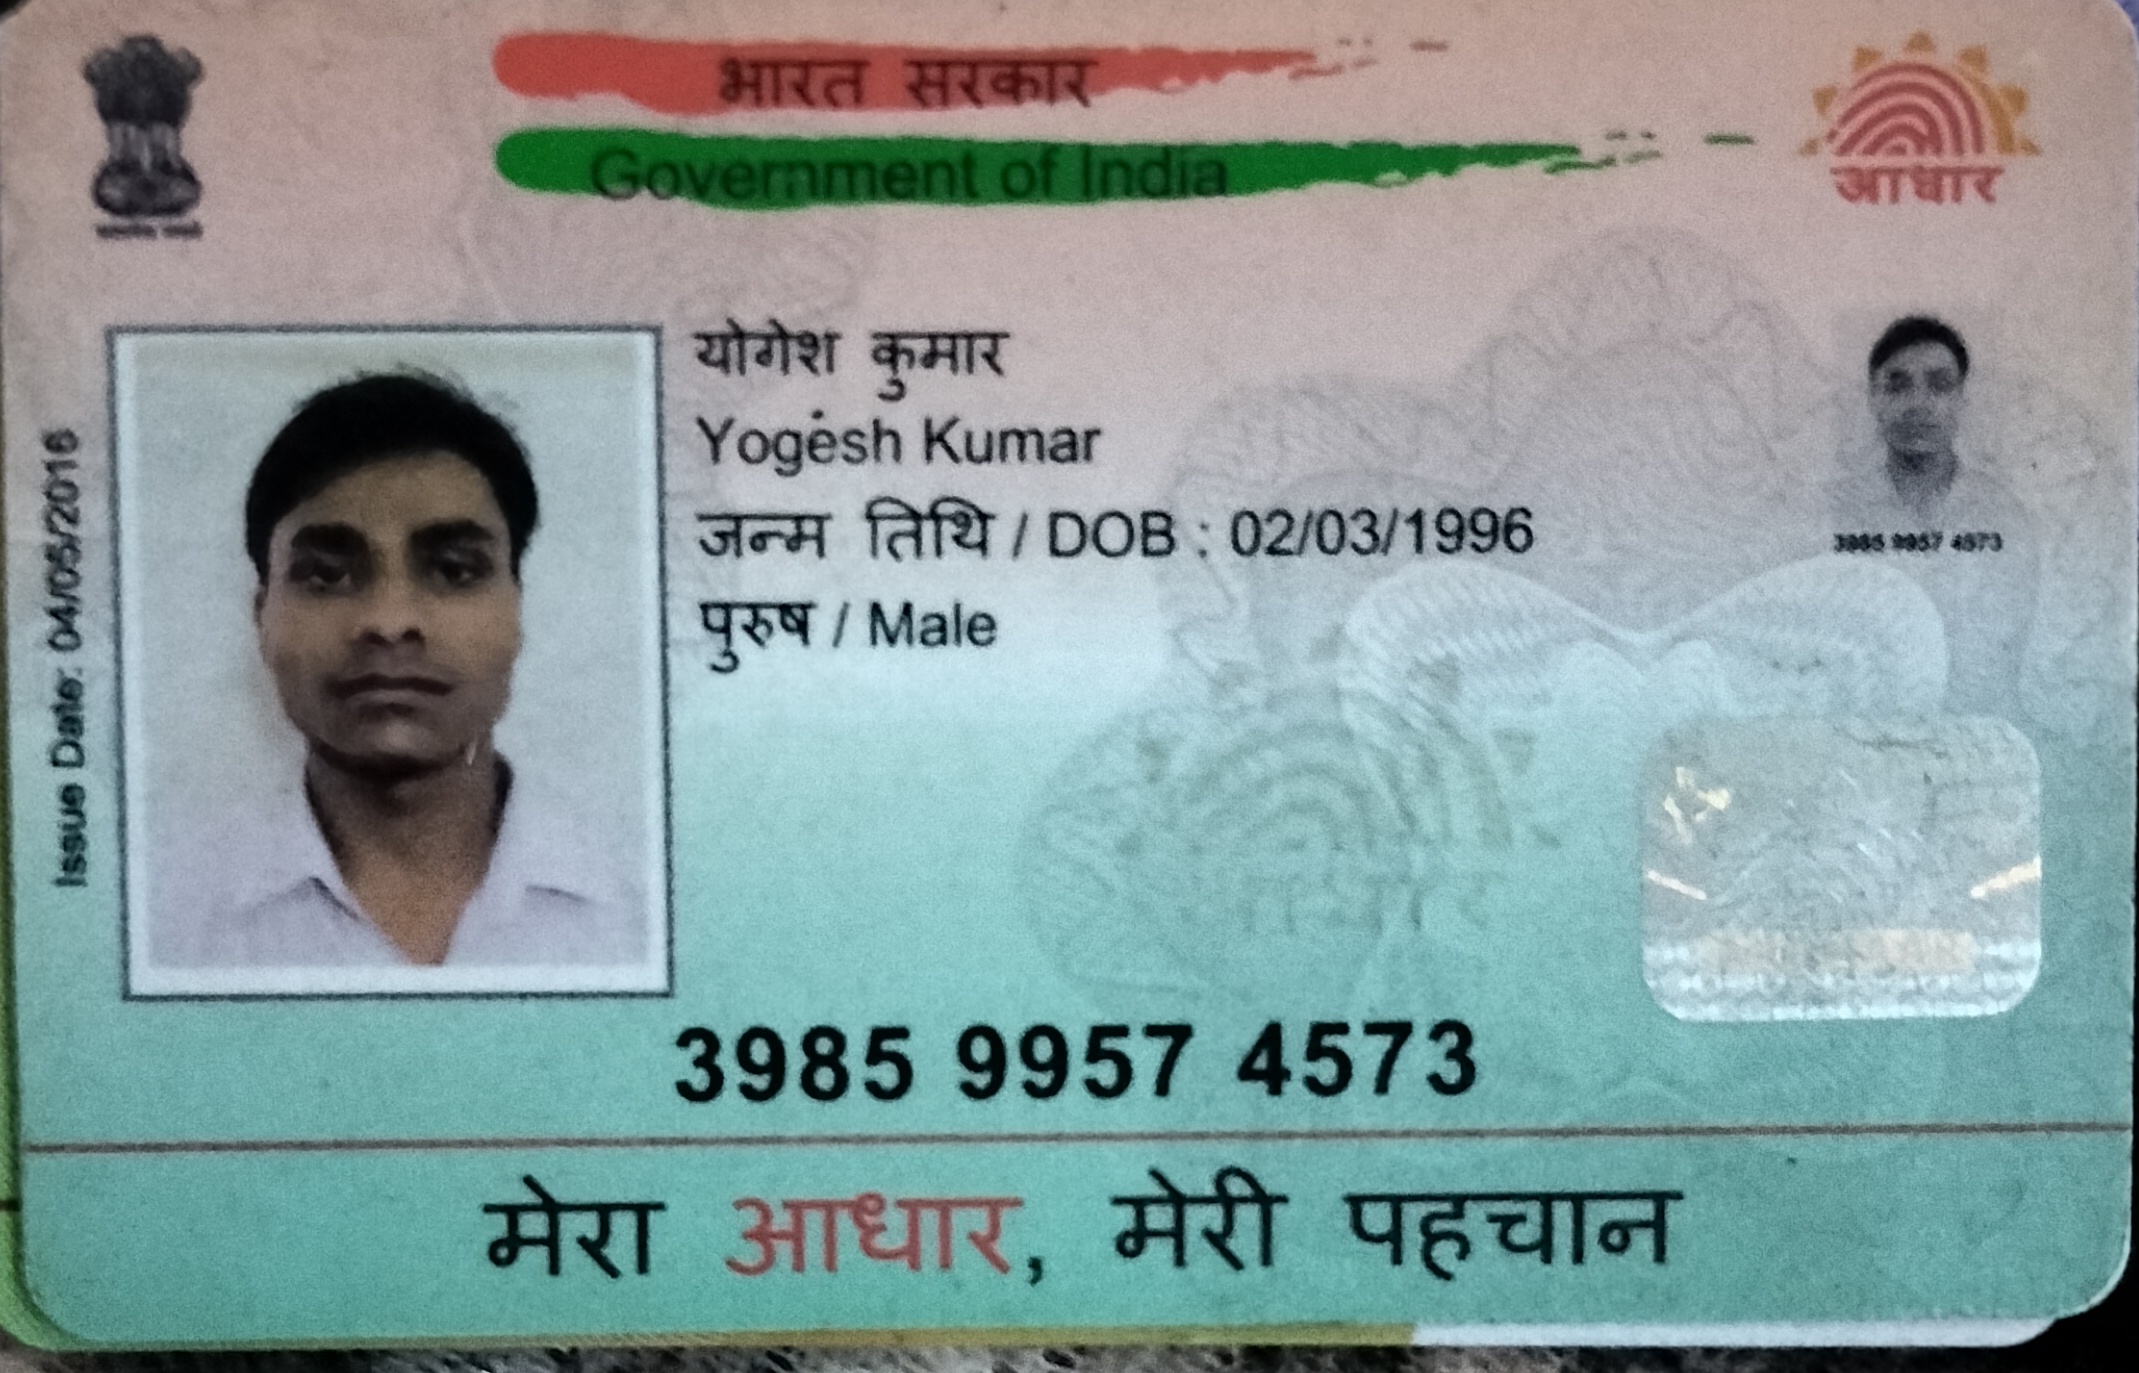 भारत सरकार
Government of India
आधार
योगेश कुमार
Yogesh Kumar
जन्म तिथि / DOB : 02/03/1996
पुरुष / Male
Issue Date: 04/05/2016
3985 9957 4573
3985 9957 4573
मेरा आधार, मेरी पहचान